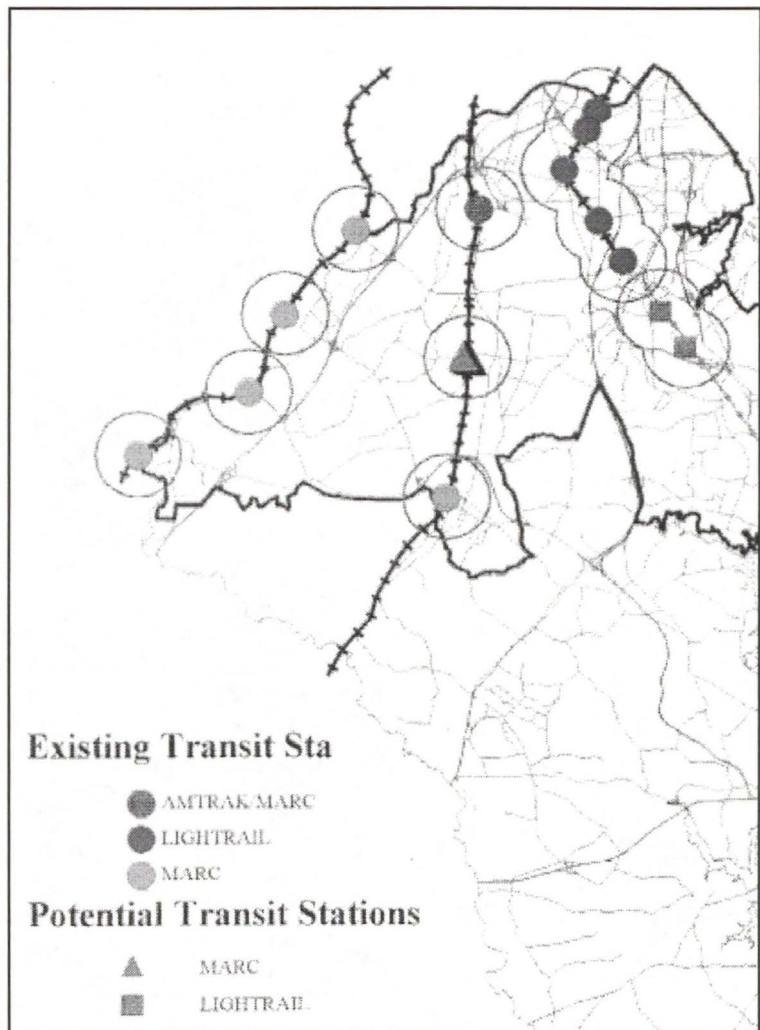 Existing Transit Sta
AMTRAK/MARC
LIGHTRAIL
MARC
Potential Transit Stations
MARC
LIGHTRAIL